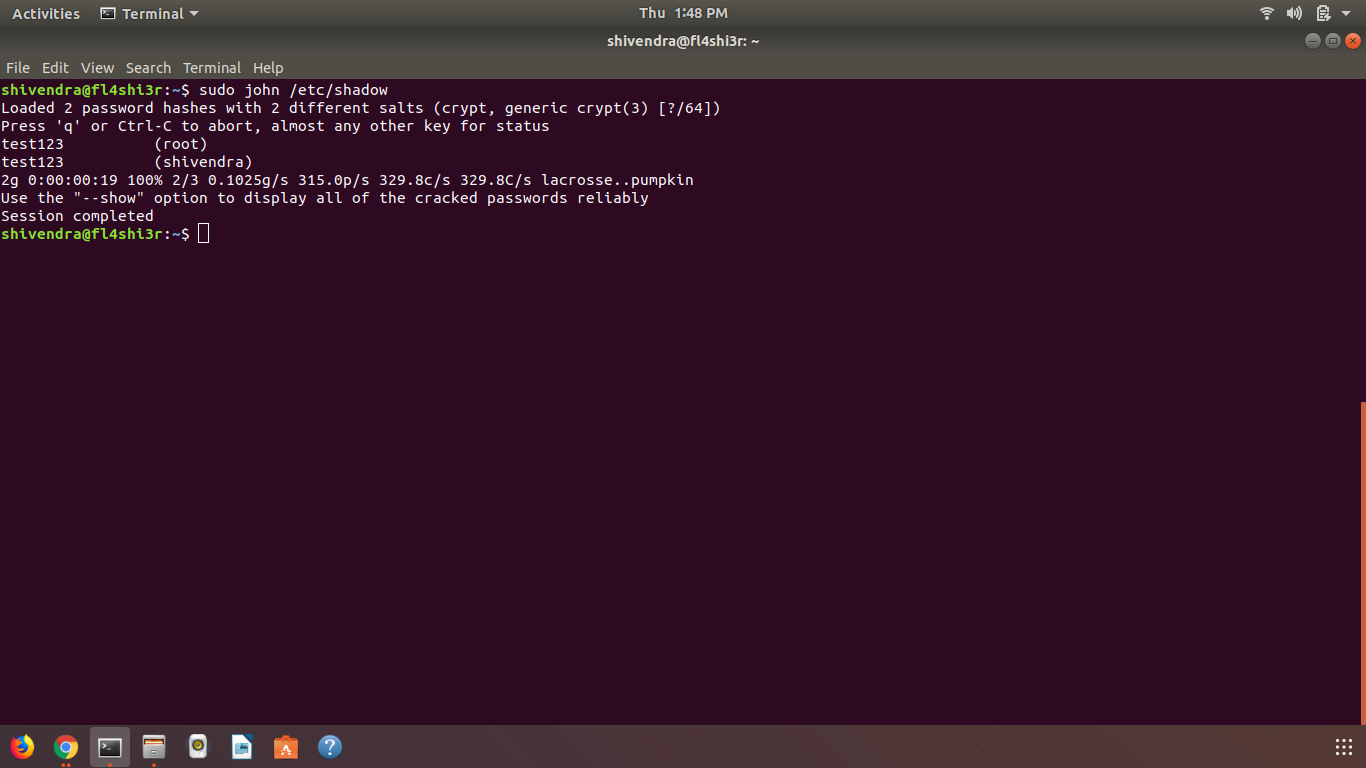 Activities Terminal Thu 1:48 PM
shivendra@fl4shi3r: ~
File Edit View Search Terminal Help
shivendra@fl4shi3r:~$ sudo john /etc/shadow
Loaded 2 password hashes with 2 different salts (crypt, generic crypt(3) [?/64])
Press 'q' or Ctrl-C to abort, almost any other key for status
test123          (root)
test123          (shivendra)
2g 0:00:00:19 100% 2/3 0.1025g/s 315.0p/s 329.8c/s 329.8C/s lacrosse..pumpkin
Use the "--show" option to display all of the cracked passwords reliably
Session completed
shivendra@fl4shi3r:~$